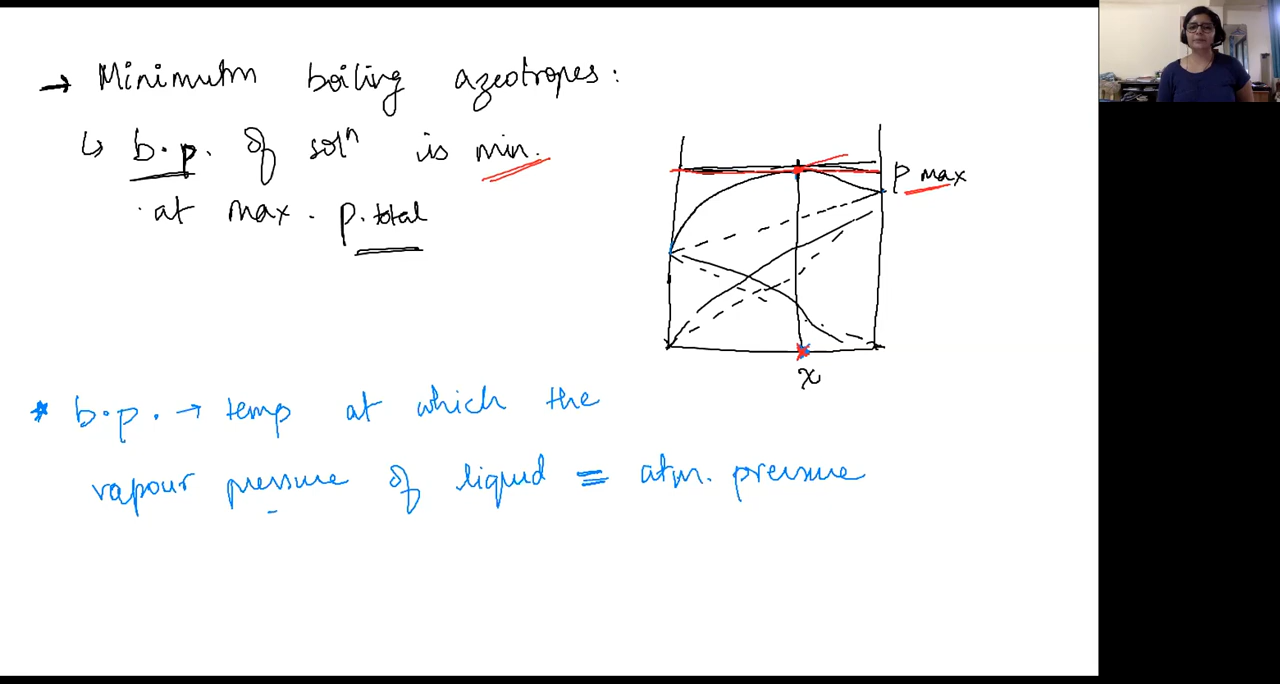 → Minimum boiling azeotropes:
↳ b.p. of solⁿ is min.
at max. p.total
p max
x
* b.p. → temp at which the
vapour pressure of liquid = atm. pressure